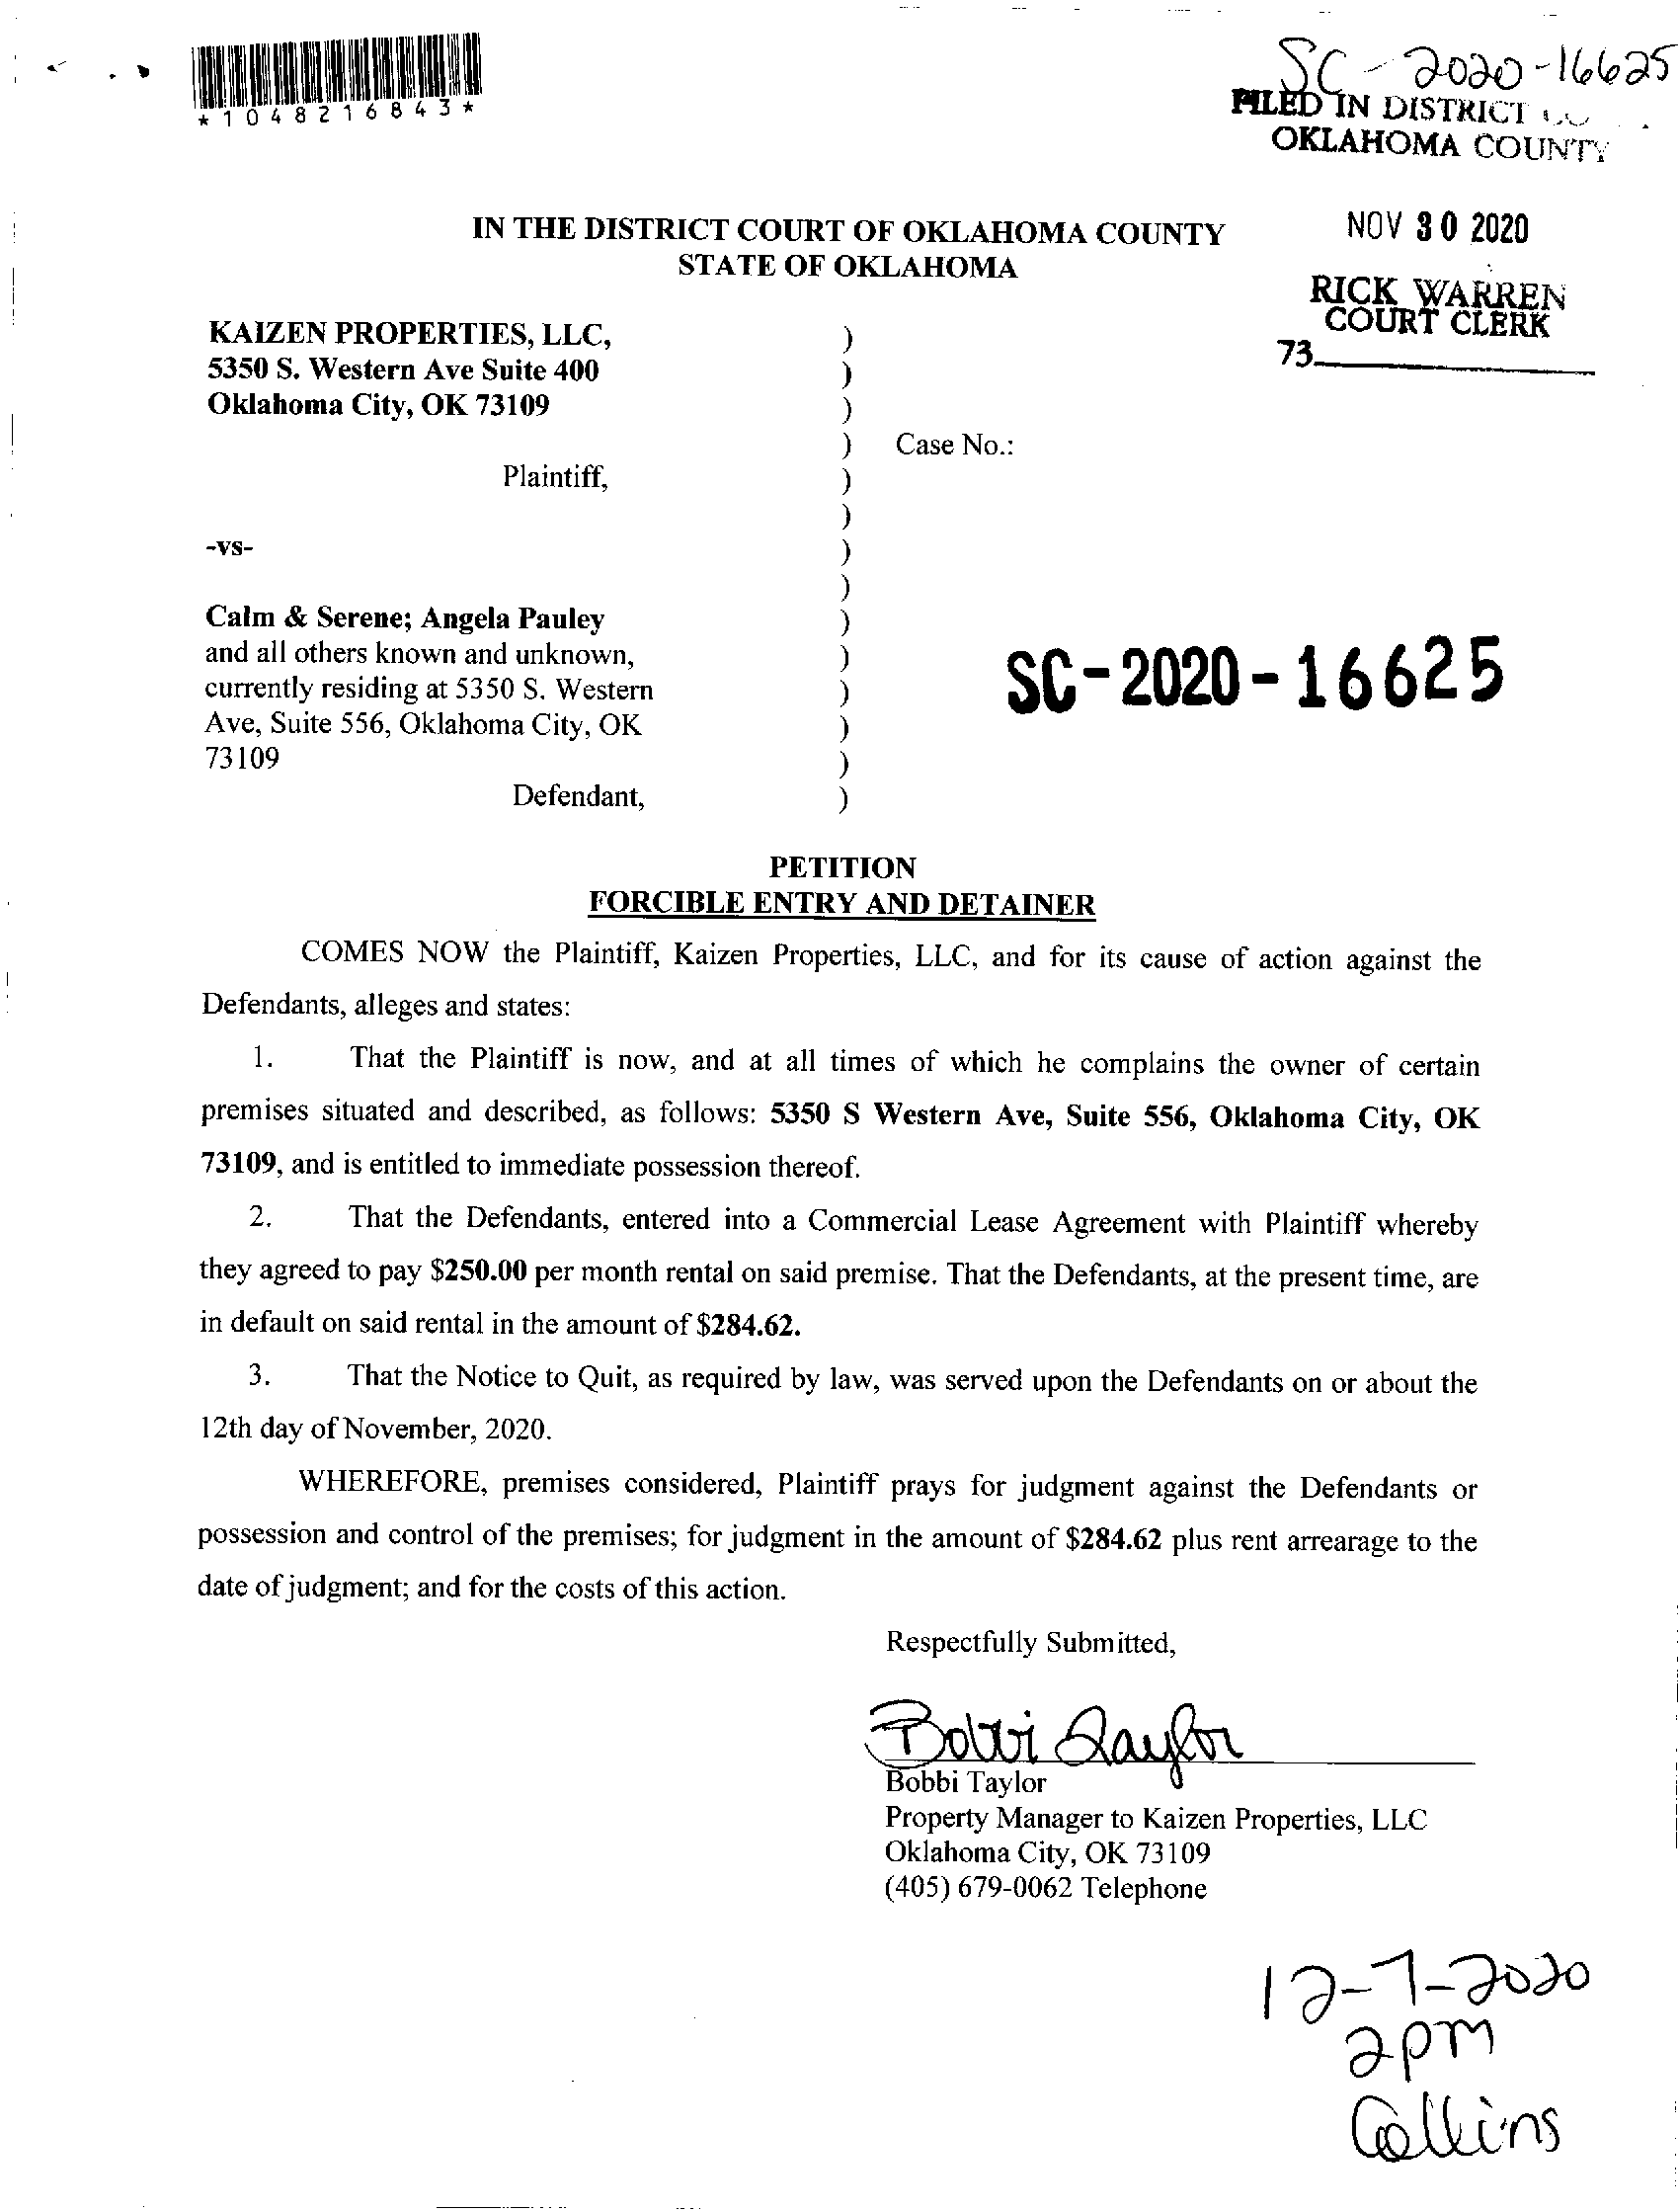 *1048216843*
SC-2020-16625
FILED IN DISTRICT
OKLAHOMA COUNTY
NOV 30 2020
RICK WARREN
COURT CLERK
73
IN THE DISTRICT COURT OF OKLAHOMA COUNTY
STATE OF OKLAHOMA
KAIZEN PROPERTIES, LLC, )
5350 S. Western Ave Suite 400 )
Oklahoma City, OK 73109 )
) Case No.:
Plaintiff, )
)
-vs- )
)
Calm & Serene; Angela Pauley )
and all others known and unknown, )
currently residing at 5350 S. Western )
Ave, Suite 556, Oklahoma City, OK )
73109 )
Defendant, )
SC-2020-16625
PETITION
FORCIBLE ENTRY AND DETAINER
COMES NOW the Plaintiff, Kaizen Properties, LLC, and for its cause of action against the
Defendants, alleges and states:
1. That the Plaintiff is now, and at all times of which he complains the owner of certain
premises situated and described, as follows: 5350 S Western Ave, Suite 556, Oklahoma City, OK
73109, and is entitled to immediate possession thereof.
2. That the Defendants, entered into a Commercial Lease Agreement with Plaintiff whereby
they agreed to pay $250.00 per month rental on said premise. That the Defendants, at the present time, are
in default on said rental in the amount of $284.62.
3. That the Notice to Quit, as required by law, was served upon the Defendants on or about the
12th day of November, 2020.
WHEREFORE, premises considered, Plaintiff prays for judgment against the Defendants or
possession and control of the premises; for judgment in the amount of $284.62 plus rent arrearage to the
date of judgment; and for the costs of this action.
Respectfully Submitted,
Bobbi Taylor
Bobbi Taylor
Property Manager to Kaizen Properties, LLC
Oklahoma City, OK 73109
(405) 679-0062 Telephone
12-7-2020
2pm
Collins